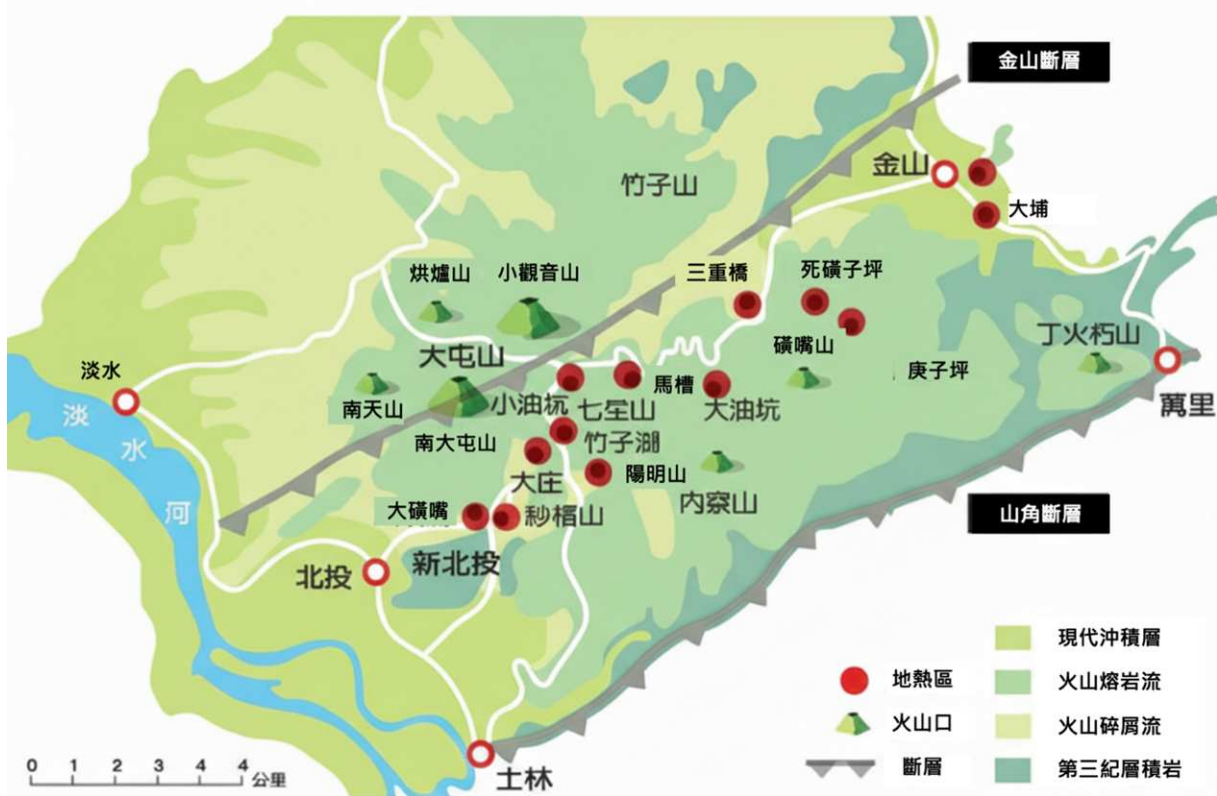 金山斷層
金山
竹子山
大埔
烘爐山
小觀音山
三重橋
死磺子坪
大屯山
磺嘴山
丁火朽山
淡水
南天山
小油坑
七星山
馬槽
大油坑
庚子坪
萬里
淡水河
南大屯山
竹子湖
大庄
陽明山
內寮山
大磺嘴
紗楣山
山角斷層
北投
新北投
現代沖積層
地熱區
火山熔岩流
火山口
火山碎屑流
0 1 2 3 4
公里
斷層
第三紀層積岩
士林